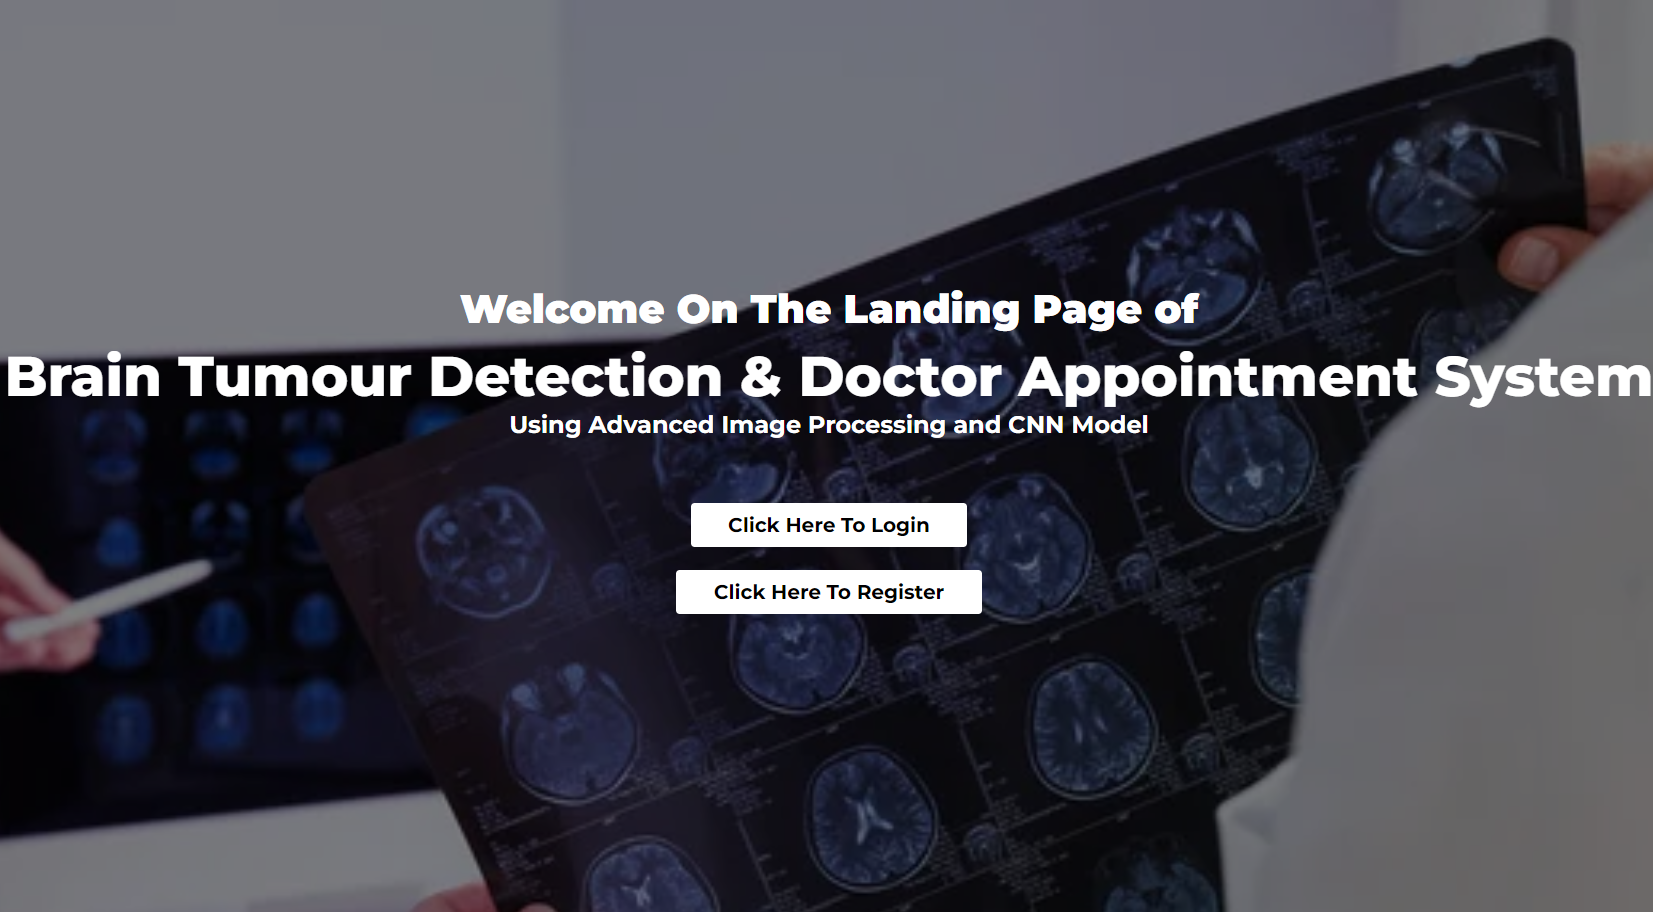 Welcome On The Landing Page of
Brain Tumour Detection & Doctor Appointment System
Using Advanced Image Processing and CNN Model
Click Here To Login
Click Here To Register